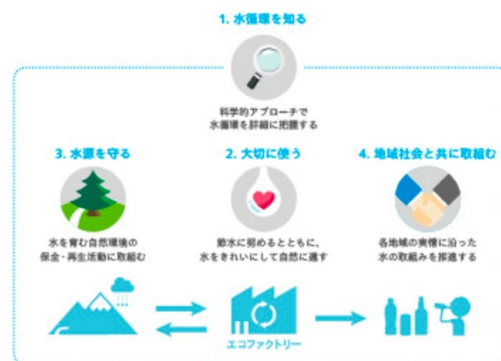 1. 水循環を知る
科学的アプローチで
水循環を詳細に把握する
3. 水源を守る
水を育む自然環境の
保全・再生活動に取組む
2. 大切に使う
節水に努めるとともに、
水をきれいにして自然に還す
4. 地域社会と共に取組む
各地域の実情に沿った
水の取組みを推進する
エコファクトリー